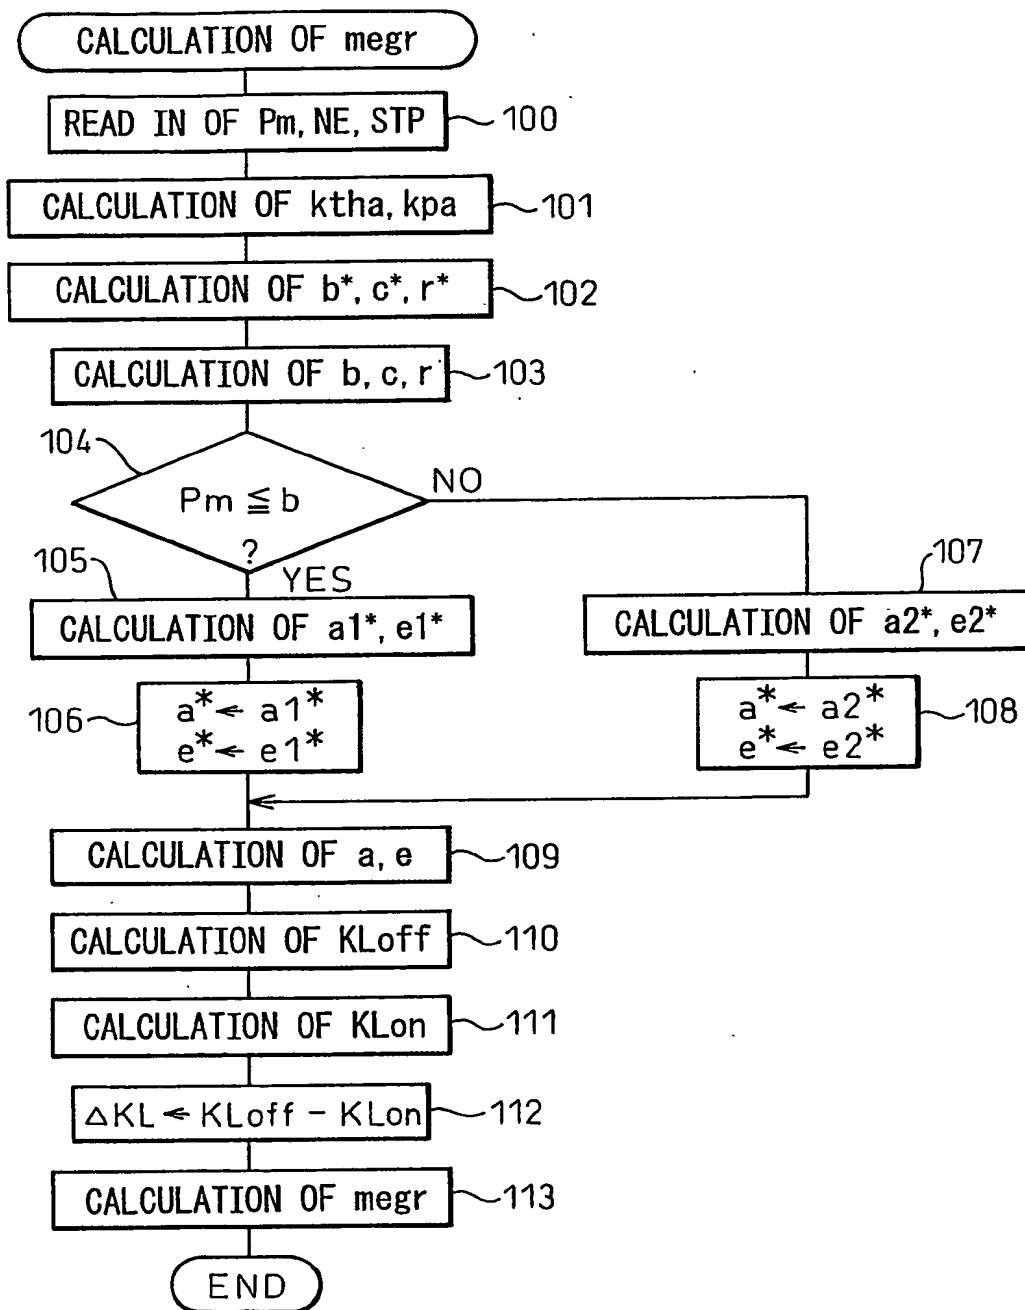 CALCULATION OF megr
READ IN OF Pm, NE, STP
100
CALCULATION OF ktha, kpa
101
CALCULATION OF b*, c*, r*
102
CALCULATION OF b, c, r
103
104
Pm ≦ b
?
NO
YES
105
CALCULATION OF a1*, e1*
107
CALCULATION OF a2*, e2*
106
a* ← a1*
e* ← e1*
a* ← a2*
e* ← e2*
108
CALCULATION OF a, e
109
CALCULATION OF KLoff
110
CALCULATION OF KLon
111
△KL ← KLoff − KLon
112
CALCULATION OF megr
113
END